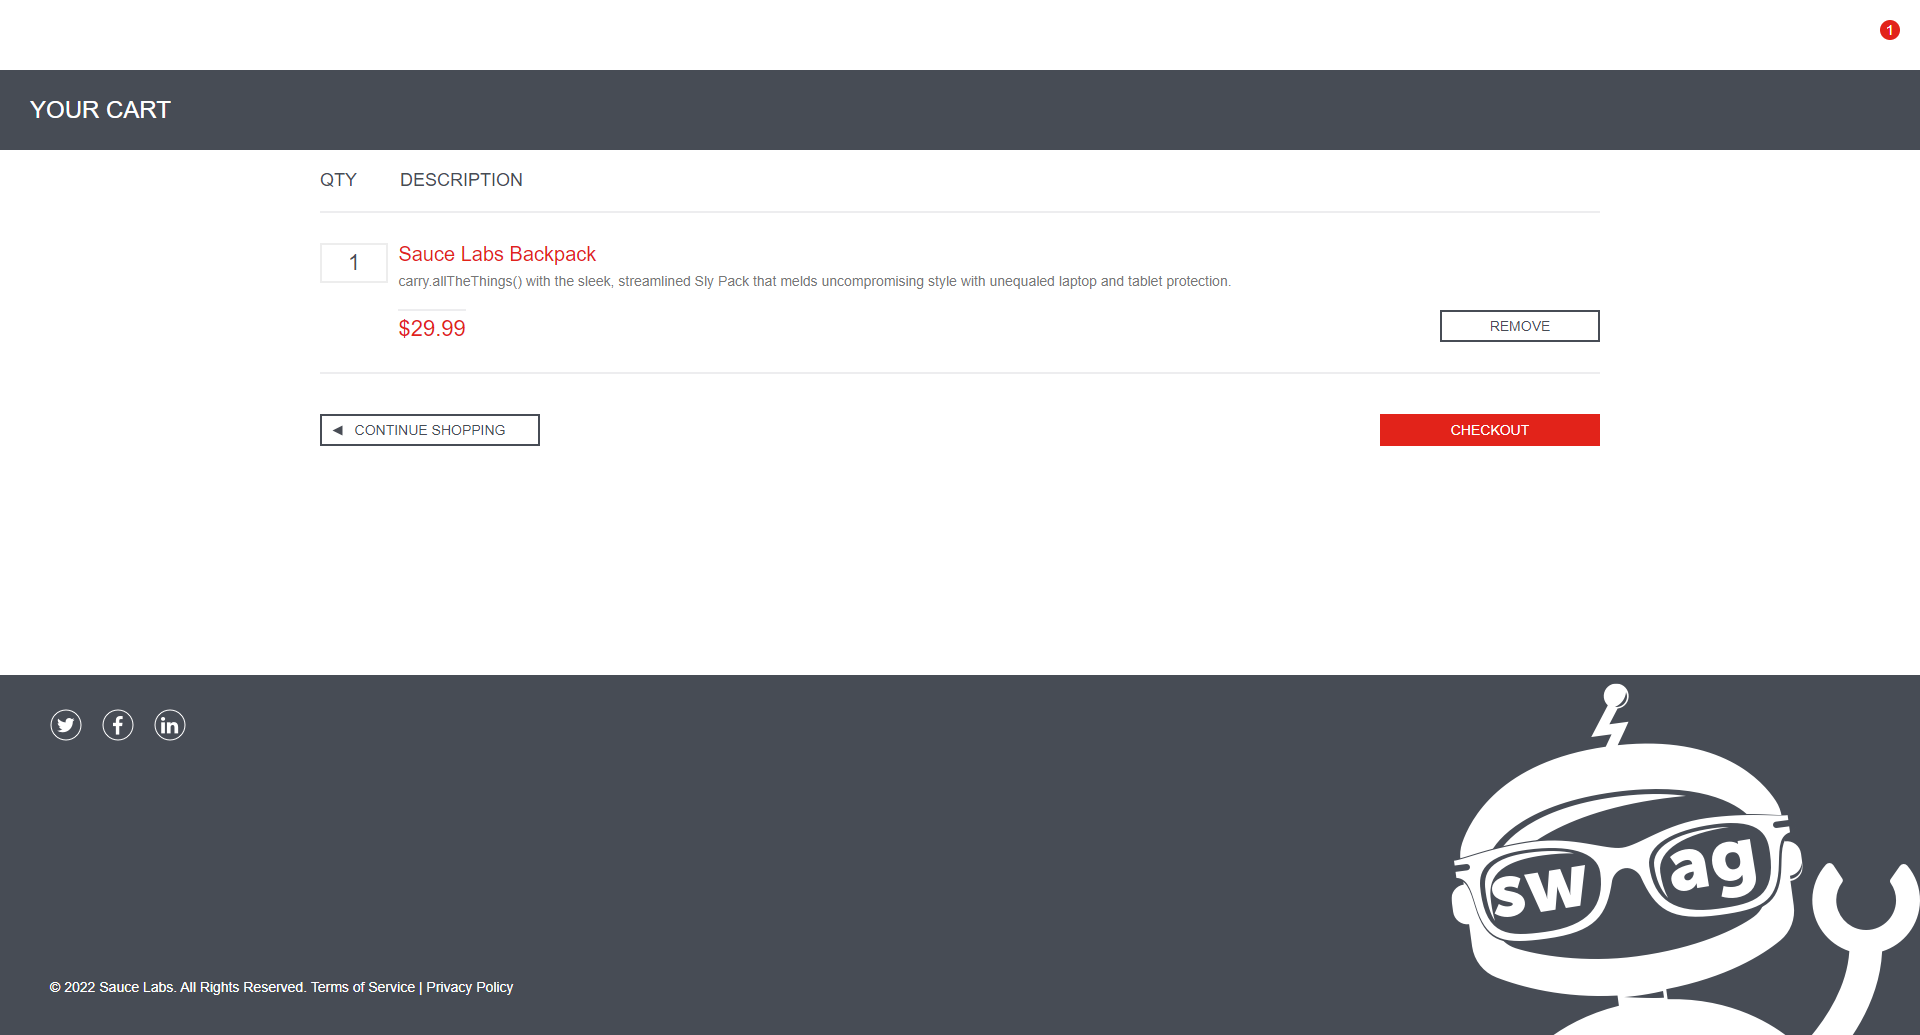 1
YOUR CART
QTY DESCRIPTION
1
Sauce Labs Backpack
carry.allTheThings() with the sleek, streamlined Sly Pack that melds uncompromising style with unequaled laptop and tablet protection.
$29.99
REMOVE
CONTINUE SHOPPING
CHECKOUT
swag
© 2022 Sauce Labs. All Rights Reserved. Terms of Service | Privacy Policy